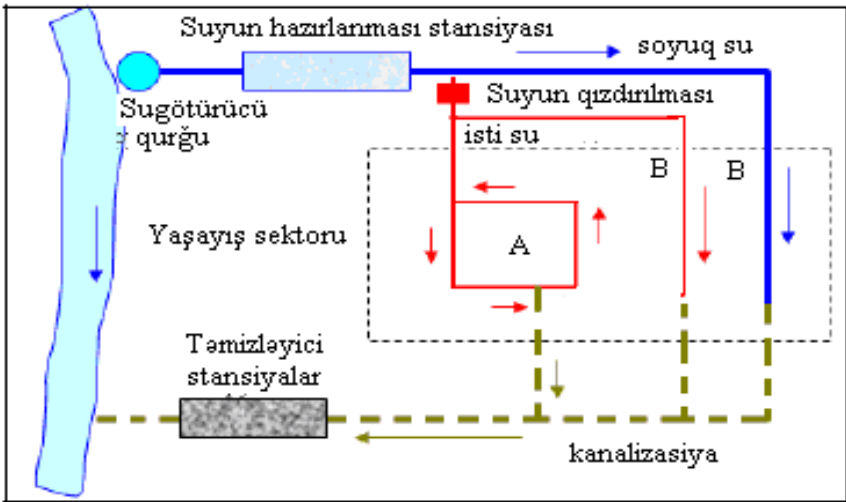 Suyun hazırlanması stansiyası
soyuq su
Sugötürücü
qurğu
Suyun qızdırılması
isti su
B
B
Yaşayış sektoru
A
Təmizləyici
stansiyalar
kanalizasiya